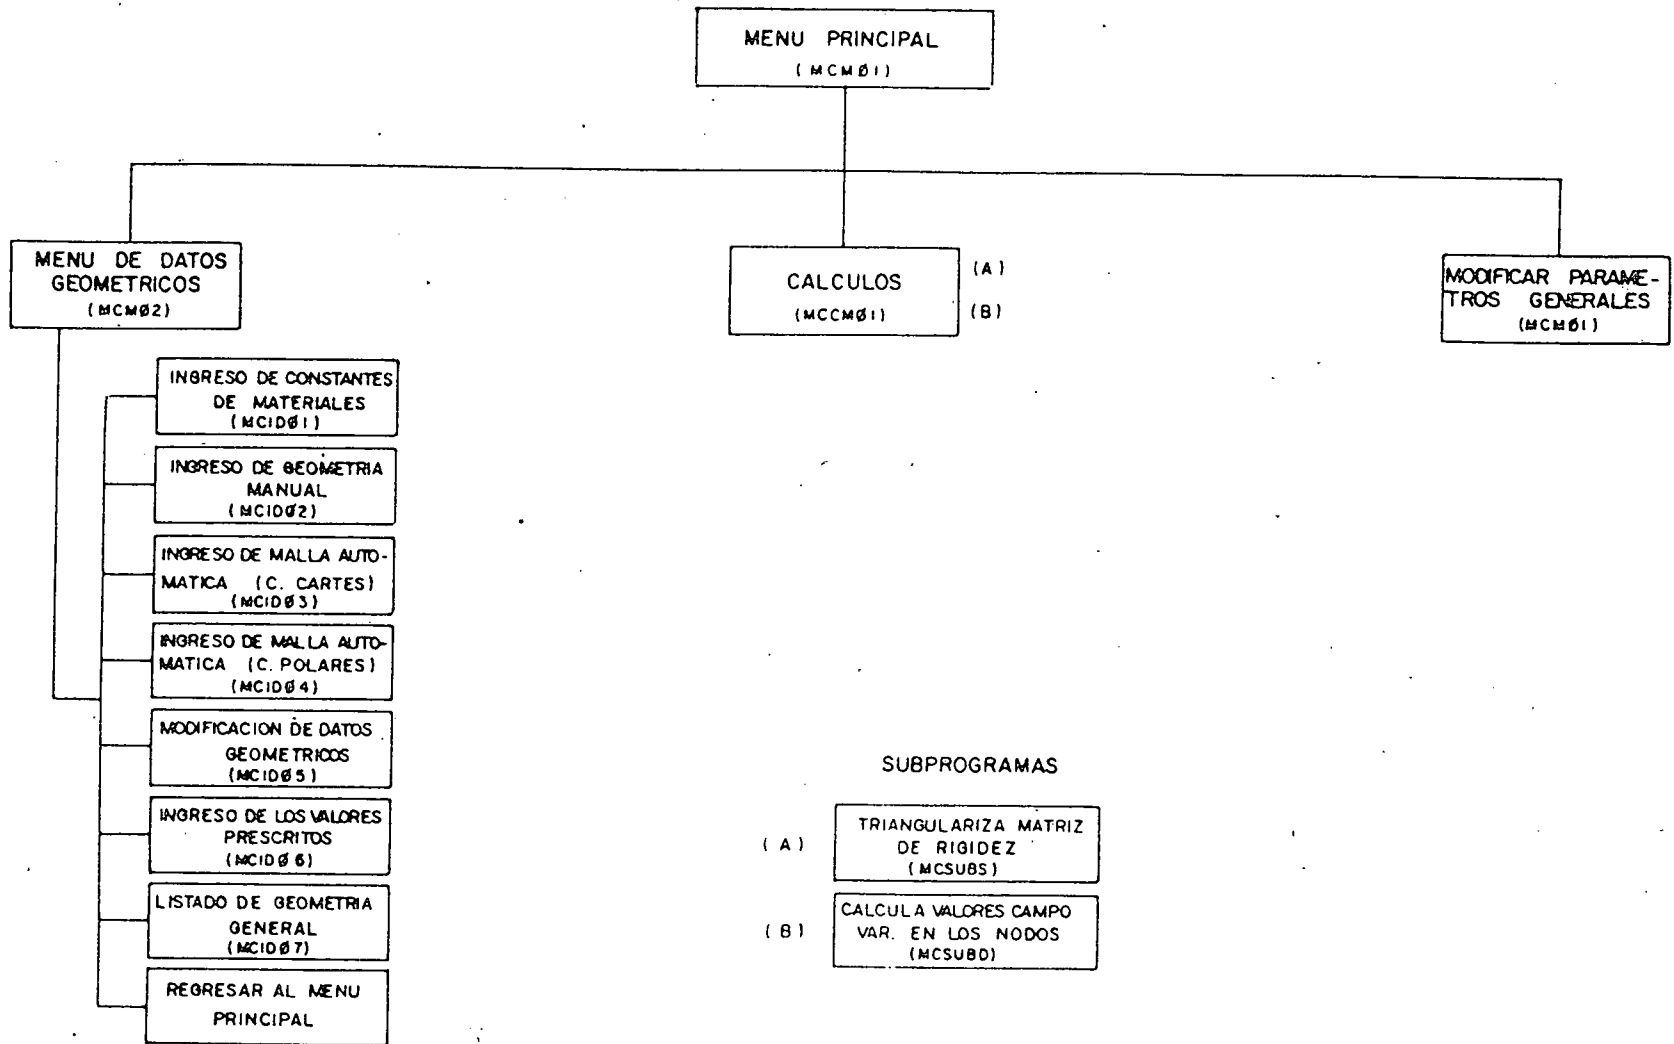 MENU PRINCIPAL
(MCMØ1)
MENU DE DATOS
GEOMETRICOS
(MCMØ2)
CALCULOS
(MCCMØ1)
(A)
(B)
MODIFICAR PARAME-
TROS GENERALES
(MCMØ1)
INGRESO DE CONSTANTES
DE MATERIALES
(MCIDØ1)
INGRESO DE GEOMETRIA
MANUAL
(MCIDØ2)
INGRESO DE MALLA AUTO-
MATICA (C. CARTES)
(MCIDØ3)
INGRESO DE MALLA AUTO-
MATICA (C. POLARES)
(MCIDØ4)
MODIFICACION DE DATOS
GEOMETRICOS
(MCIDØ5)
INGRESO DE LOS VALORES
PRESCRITOS
(MCIDØ6)
LISTADO DE GEOMETRIA
GENERAL
(MCIDØ7)
REGRESAR AL MENU
PRINCIPAL
SUBPROGRAMAS
(A)
TRIANGULARIZA MATRIZ
DE RIGIDEZ
(MCSUBS)
(B)
CALCULA VALORES CAMPO
VAR. EN LOS NODOS
(MCSUBD)